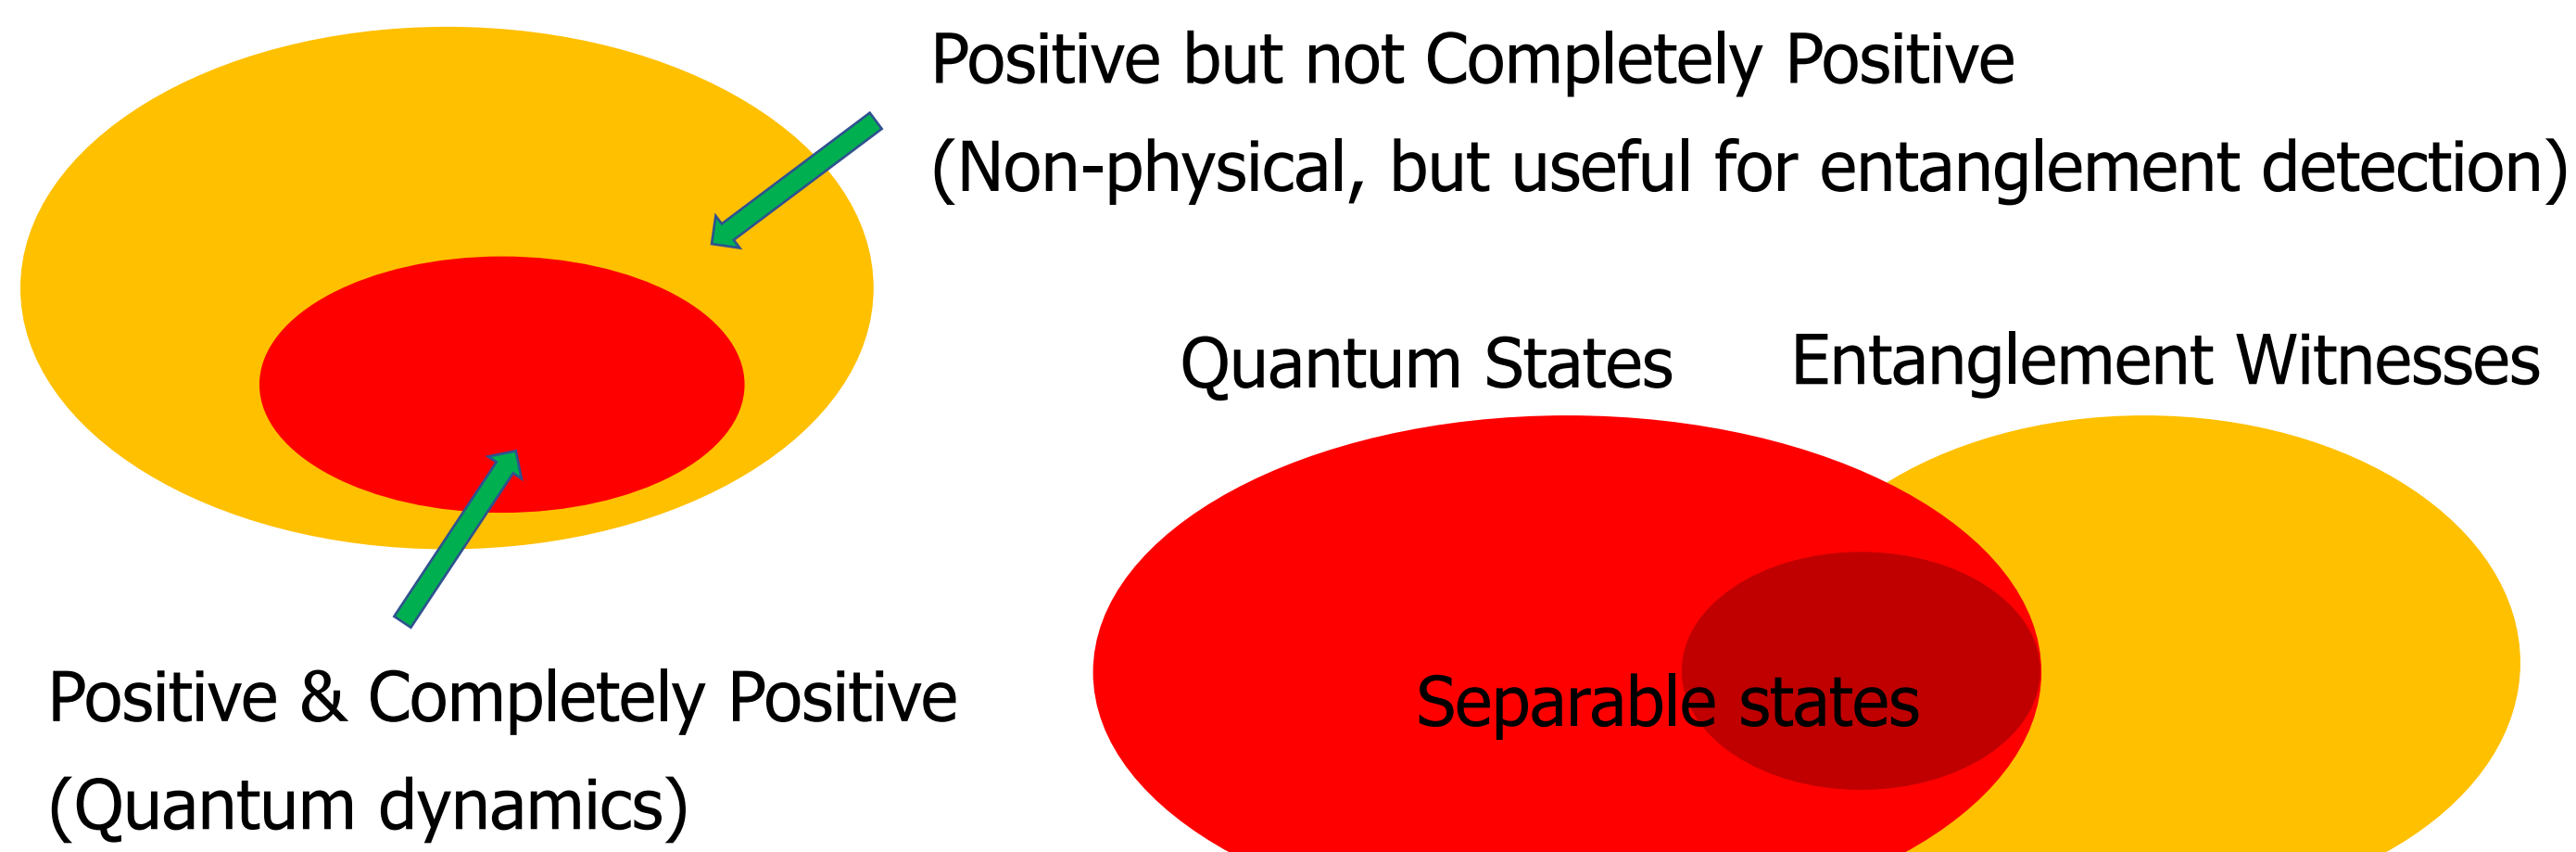 Positive but not Completely Positive
(Non-physical, but useful for entanglement detection)
Quantum States
Entanglement Witnesses
Separable states
Positive & Completely Positive
(Quantum dynamics)